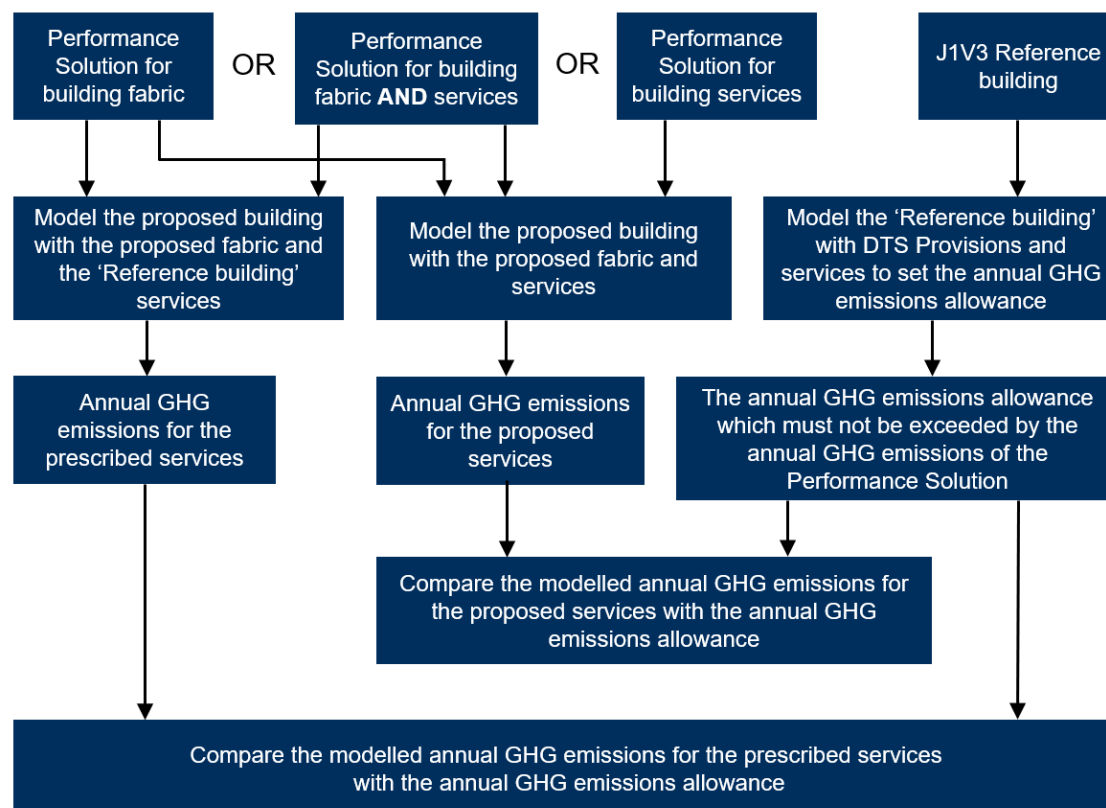 Performance
Solution for
building fabric
OR
Performance
Solution for building
fabric AND services
OR
Performance
Solution for
building services
J1V3 Reference
building
Model the proposed building
with the proposed fabric and
the ‘Reference building’
services
Model the proposed building
with the proposed fabric and
services
Model the ‘Reference building’
with DTS Provisions and
services to set the annual GHG
emissions allowance
Annual GHG
emissions for the
prescribed services
Annual GHG emissions
for the proposed
services
The annual GHG emissions allowance
which must not be exceeded by the
annual GHG emissions of the
Performance Solution
Compare the modelled annual GHG emissions for
the proposed services with the annual GHG
emissions allowance
Compare the modelled annual GHG emissions for the prescribed services
with the annual GHG emissions allowance